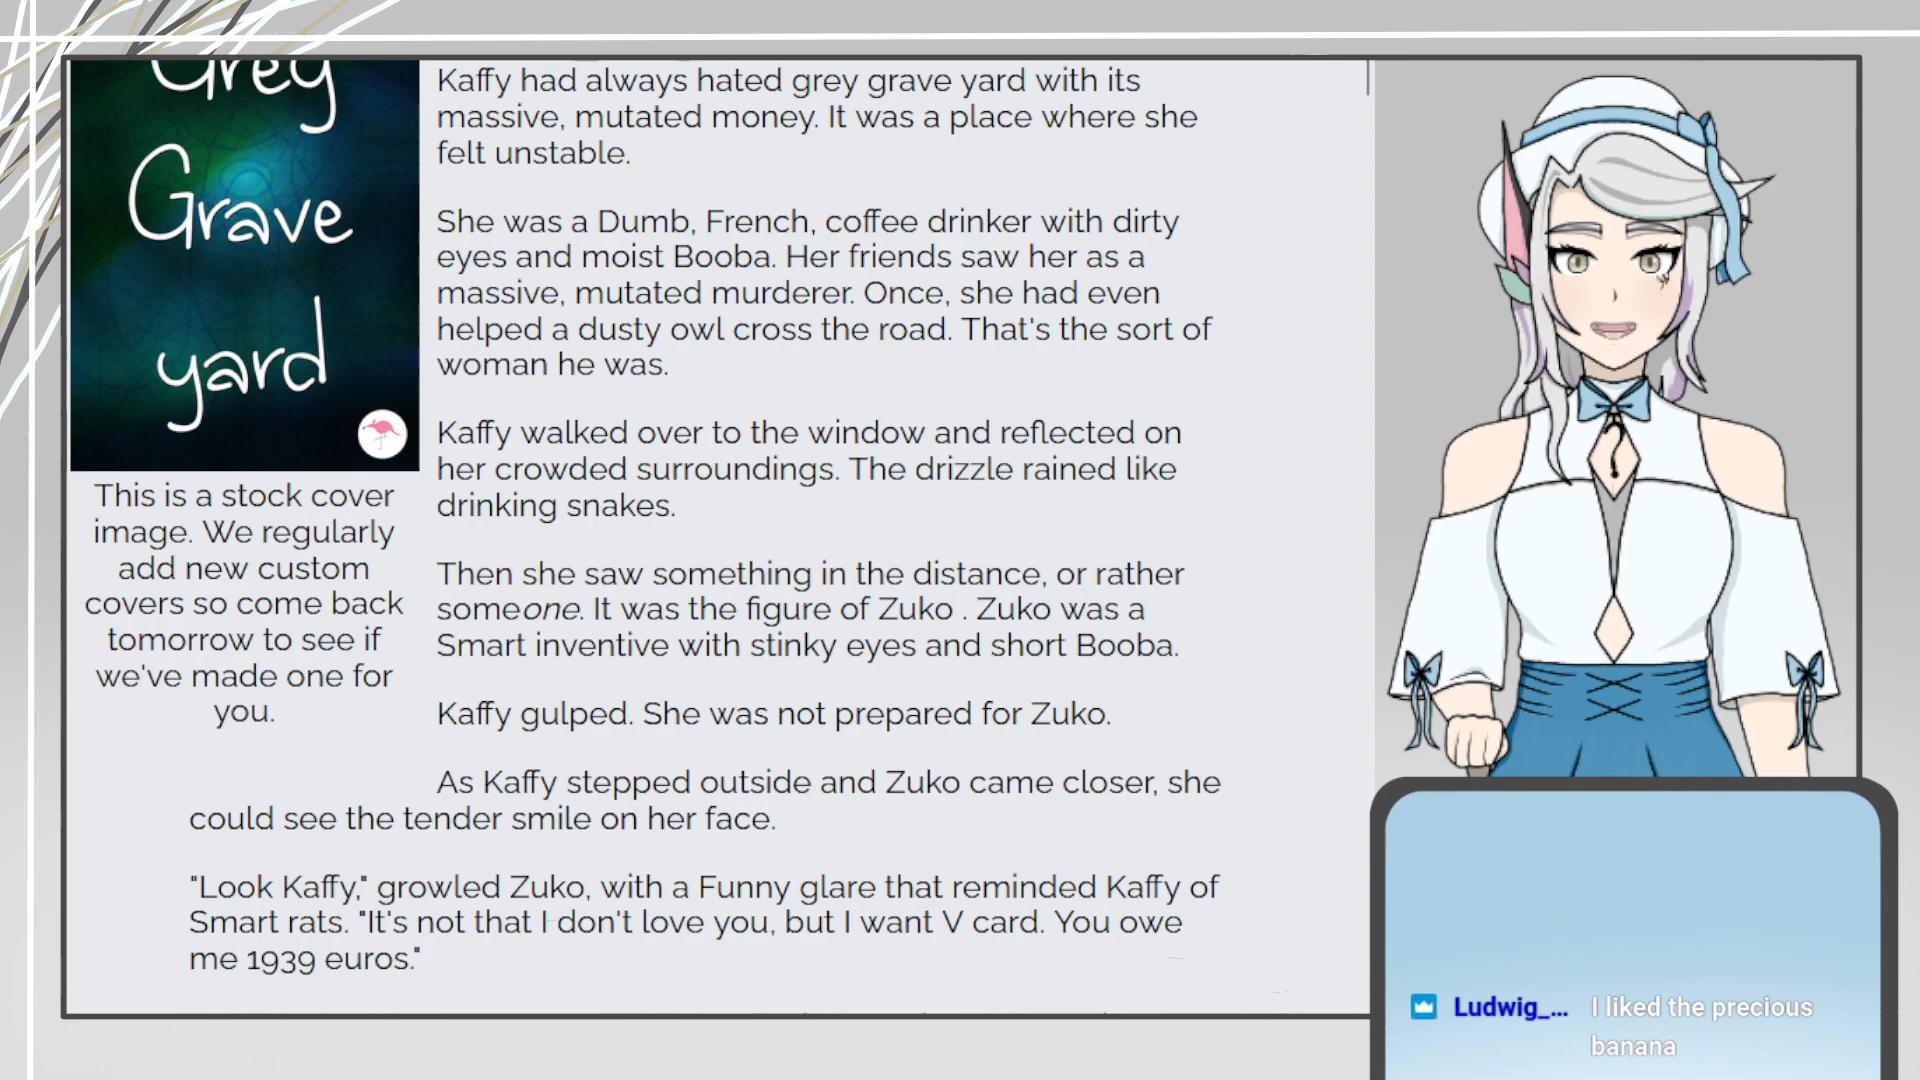 Grey
Grave
yard
This is a stock cover
image. We regularly
add new custom
covers so come back
tomorrow to see if
we've made one for
you.
Kaffy had always hated grey grave yard with its
massive, mutated money. It was a place where she
felt unstable.
She was a Dumb, French, coffee drinker with dirty
eyes and moist Booba. Her friends saw her as a
massive, mutated murderer. Once, she had even
helped a dusty owl cross the road. That's the sort of
woman he was.
Kaffy walked over to the window and reflected on
her crowded surroundings. The drizzle rained like
drinking snakes.
Then she saw something in the distance, or rather
someone. It was the figure of Zuko . Zuko was a
Smart inventive with stinky eyes and short Booba.
Kaffy gulped. She was not prepared for Zuko.
As Kaffy stepped outside and Zuko came closer, she
could see the tender smile on her face.
"Look Kaffy," growled Zuko, with a Funny glare that reminded Kaffy of
Smart rats. "It's not that I don't love you, but I want V card. You owe
me 1939 euros."
?
Ludwig_... I liked the precious
banana